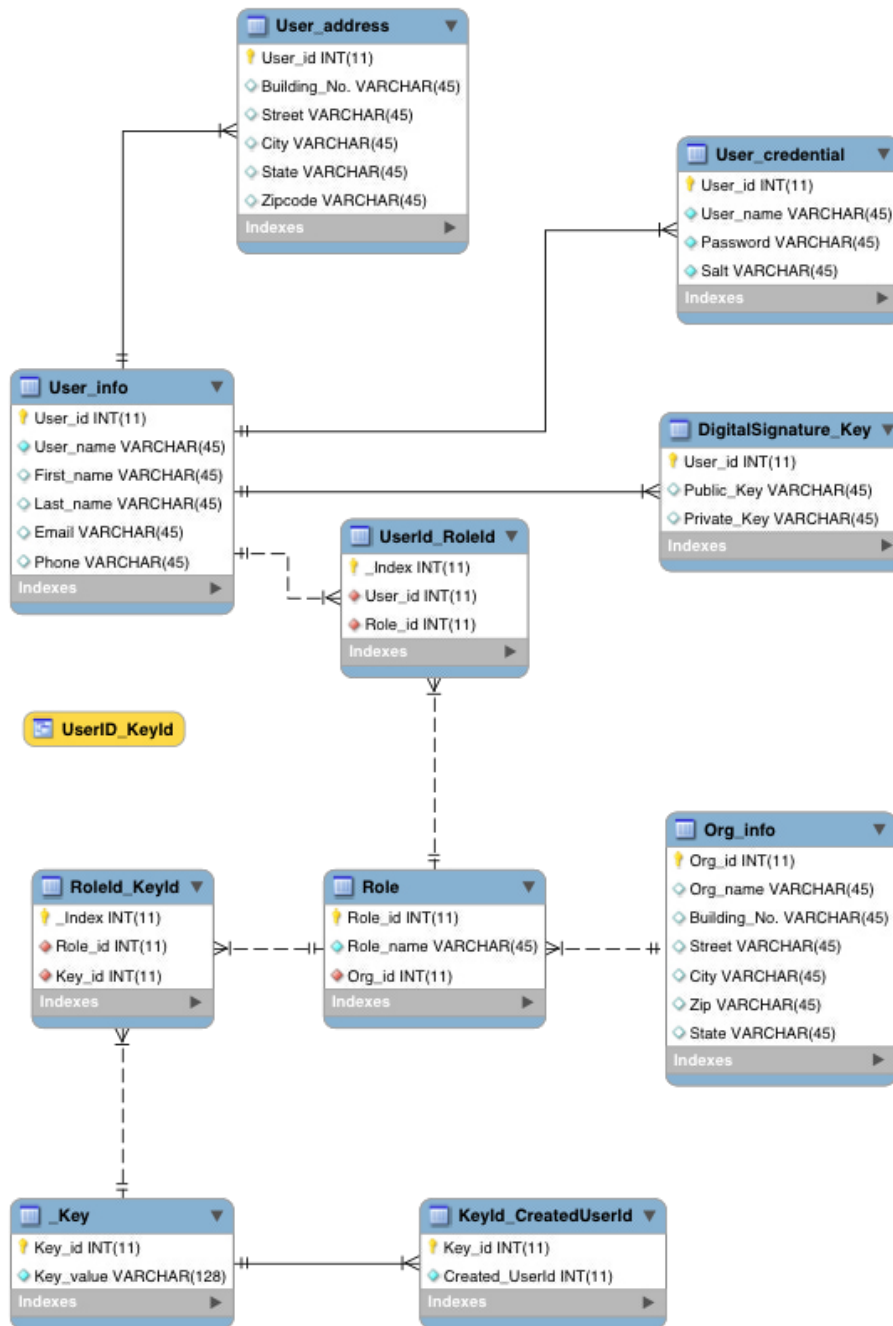 User_address
User_id INT(11)
Building_No. VARCHAR(45)
Street VARCHAR(45)
City VARCHAR(45)
State VARCHAR(45)
Zipcode VARCHAR(45)
Indexes
User_credential
User_id INT(11)
User_name VARCHAR(45)
Password VARCHAR(45)
Salt VARCHAR(45)
Indexes
User_info
User_id INT(11)
User_name VARCHAR(45)
First_name VARCHAR(45)
Last_name VARCHAR(45)
Email VARCHAR(45)
Phone VARCHAR(45)
Indexes
DigitalSignature_Key
User_id INT(11)
Public_Key VARCHAR(45)
Private_Key VARCHAR(45)
Indexes
UserId_RoleId
_Index INT(11)
User_id INT(11)
Role_id INT(11)
Indexes
UserID_KeyId
Org_info
Org_id INT(11)
Org_name VARCHAR(45)
Building_No. VARCHAR(45)
Street VARCHAR(45)
City VARCHAR(45)
Zip VARCHAR(45)
State VARCHAR(45)
Indexes
RoleId_KeyId
_Index INT(11)
Role_id INT(11)
Key_id INT(11)
Indexes
Role
Role_id INT(11)
Role_name VARCHAR(45)
Org_id INT(11)
Indexes
_Key
Key_id INT(11)
Key_value VARCHAR(128)
Indexes
KeyId_CreatedUserId
Key_id INT(11)
Created_UserId INT(11)
Indexes